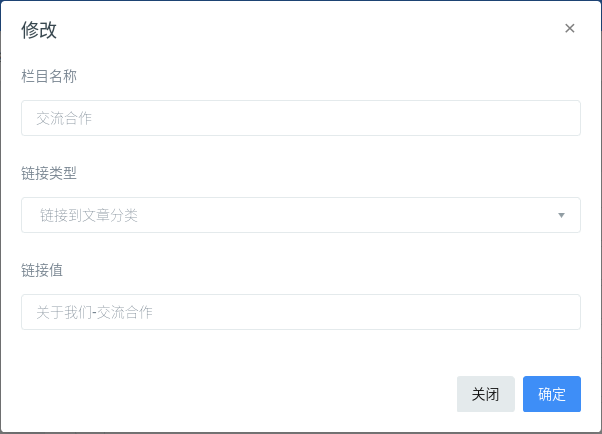 修改
×
栏目名称
交流合作
链接类型
链接到文章分类
链接值
关于我们-交流合作
关闭 确定